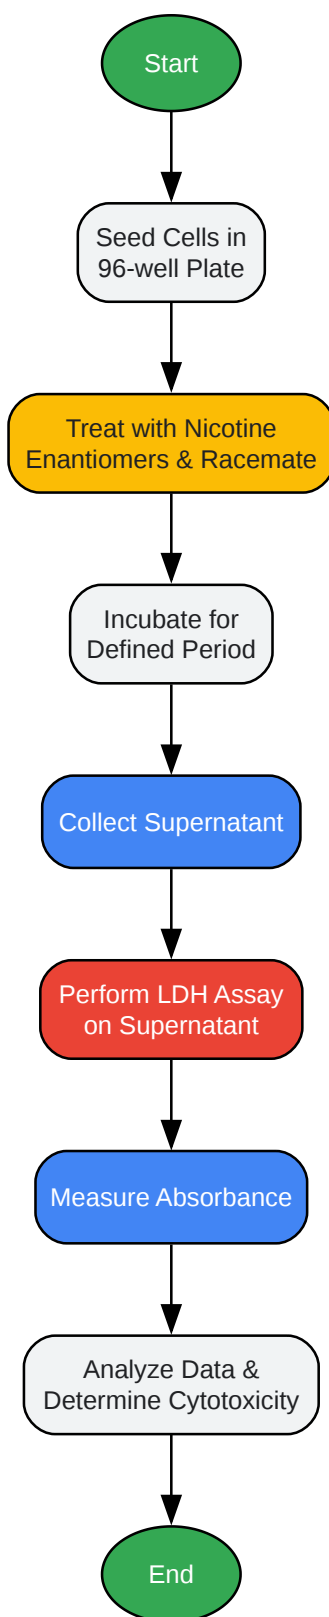 Start
Seed Cells in
96-well Plate
Treat with Nicotine
Enantiomers & Racemate
Incubate for
Defined Period
Collect Supernatant
Perform LDH Assay
on Supernatant
Measure Absorbance
Analyze Data &
Determine Cytotoxicity
End